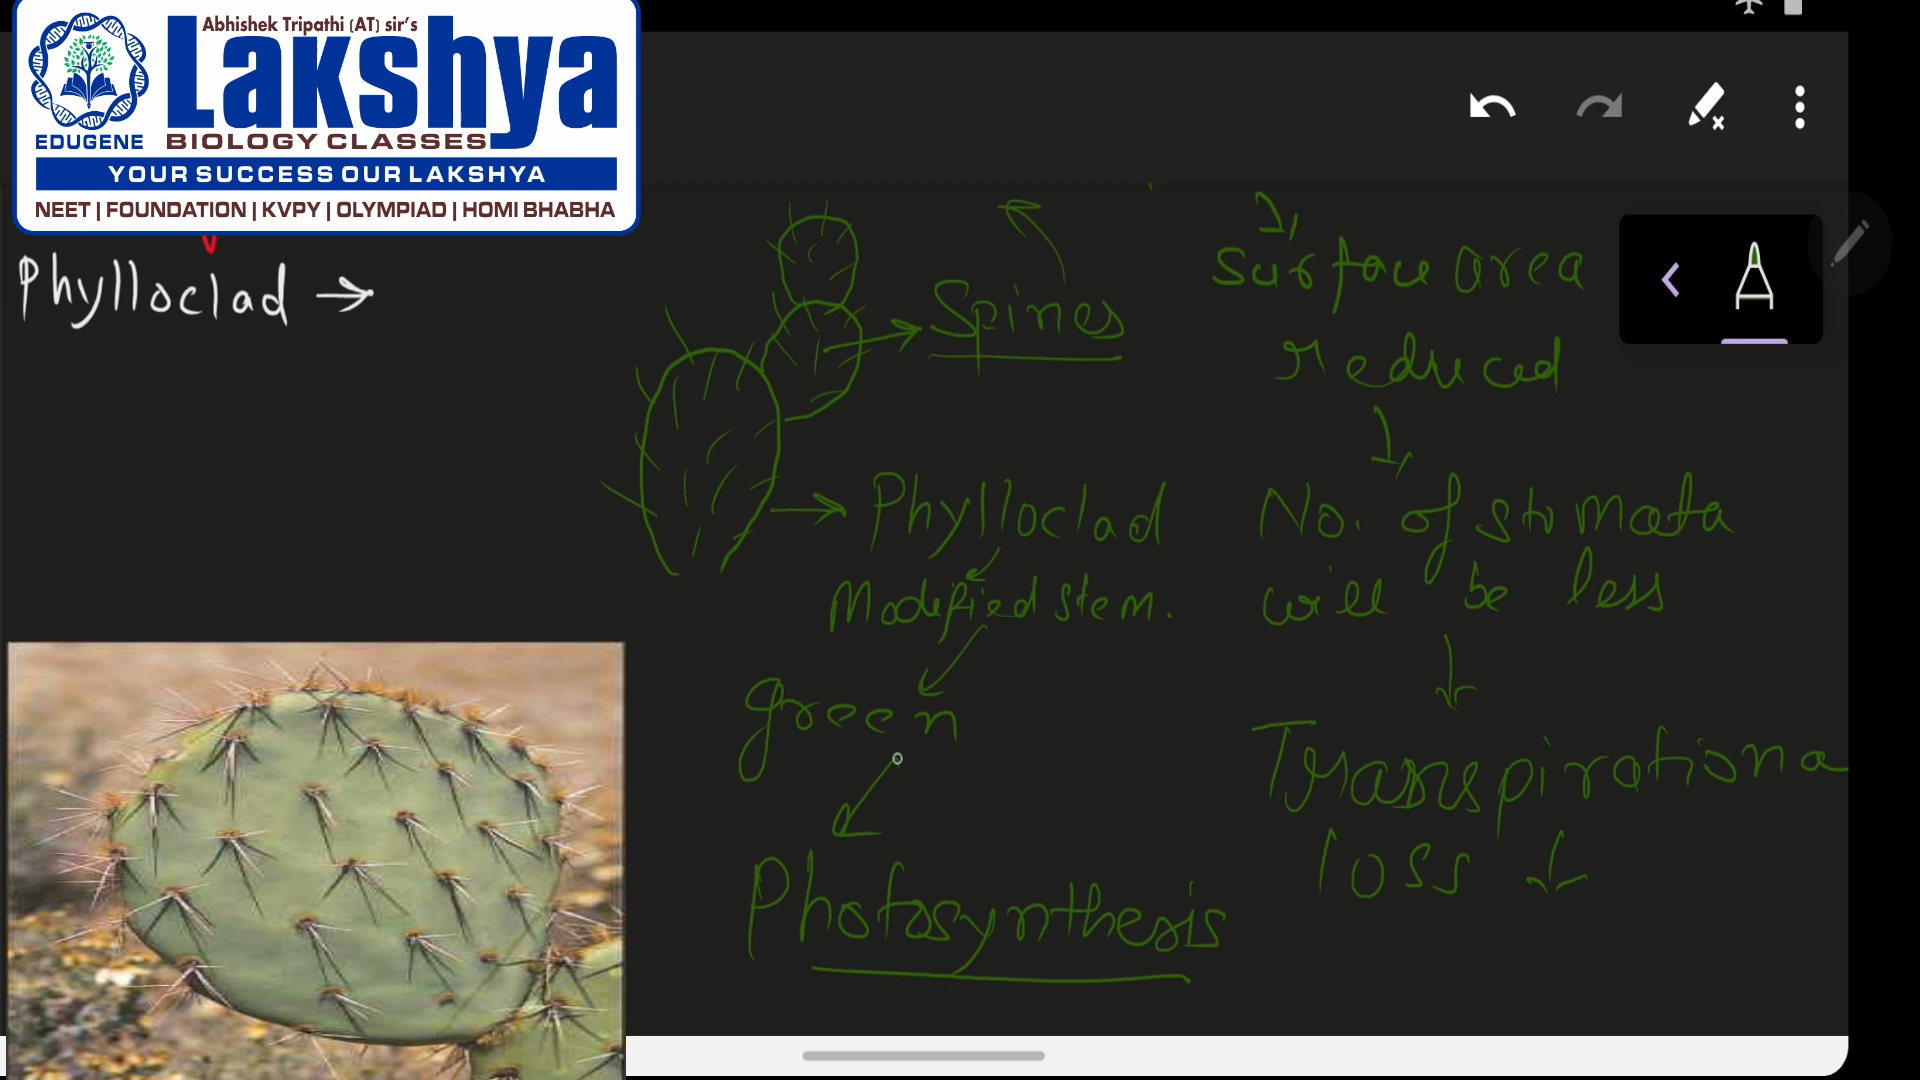 Abhishek Tripathi (AT) sir's
Lakshya
EDUGENE
BIOLOGY CLASSES
YOUR SUCCESS OUR LAKSHYA
NEET | FOUNDATION | KVPY | OLYMPIAD | HOMI BHABHA
Phylloclad →
Spines
Phylloclad
Modified stem.
green
Photosynthesis
Surface area
reduced
No. of stomata
will be less
Transpirationa
loss ↓